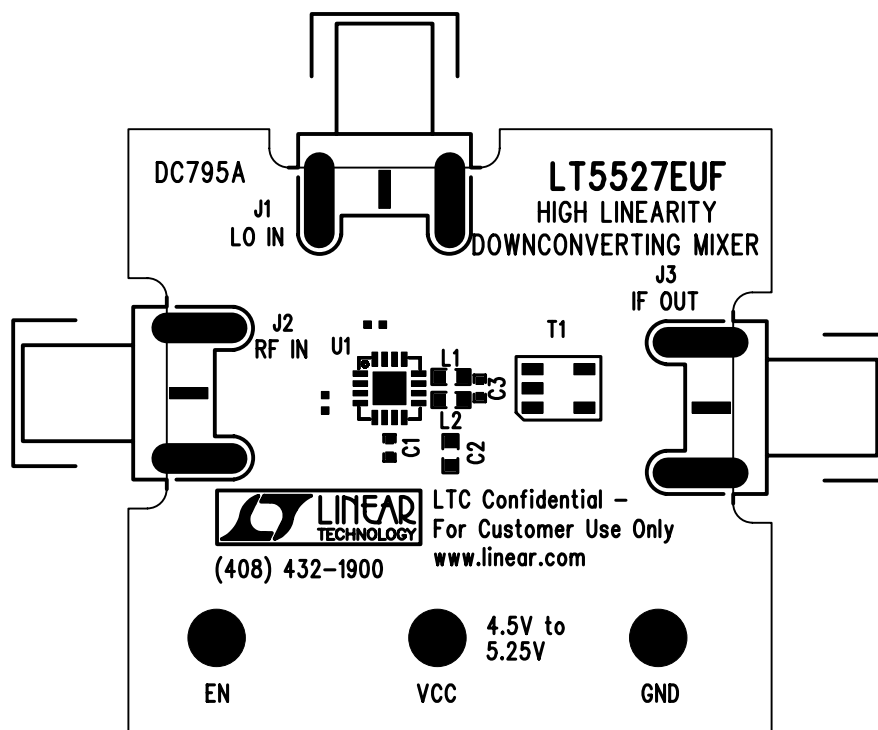 DC795A
LT5527EUF
HIGH LINEARITY
DOWNCONVERTING MIXER
J1
LO IN
J3
IF OUT
J2
RF IN
U1
L1
T1
C3
L2
C1
C2
LINEAR
TECHNOLOGY
(408) 432-1900
LTC Confidential –
For Customer Use Only
www.linear.com
4.5V to
5.25V
EN
VCC
GND